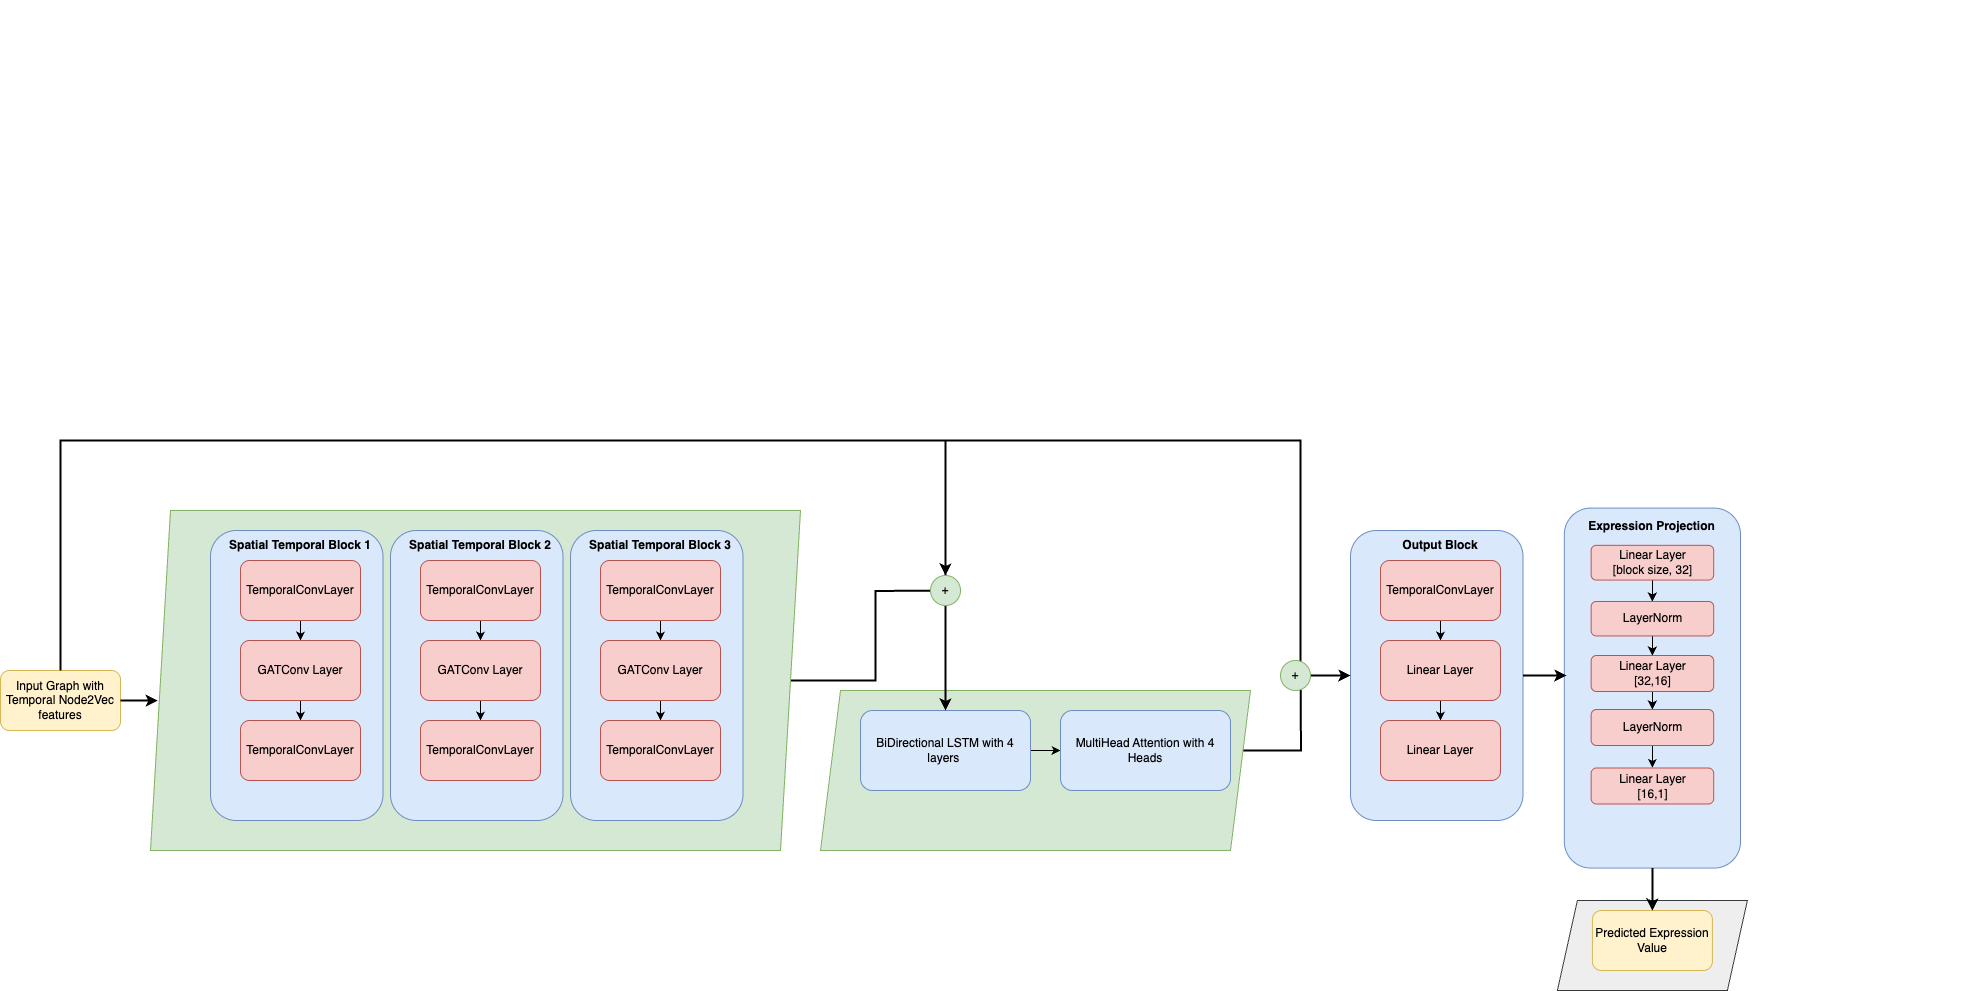 Input Graph with
Temporal Node2Vec
features
Spatial Temporal Block 1
TemporalConvLayer
GATConv Layer
TemporalConvLayer
Spatial Temporal Block 2
TemporalConvLayer
GATConv Layer
TemporalConvLayer
Spatial Temporal Block 3
TemporalConvLayer
GATConv Layer
TemporalConvLayer
+
BiDirectional LSTM with 4
layers
MultiHead Attention with 4
Heads
+
Output Block
TemporalConvLayer
Linear Layer
Linear Layer
Expression Projection
Linear Layer
[block size, 32]
LayerNorm
Linear Layer
[32,16]
LayerNorm
Linear Layer
[16,1]
Predicted Expression
Value